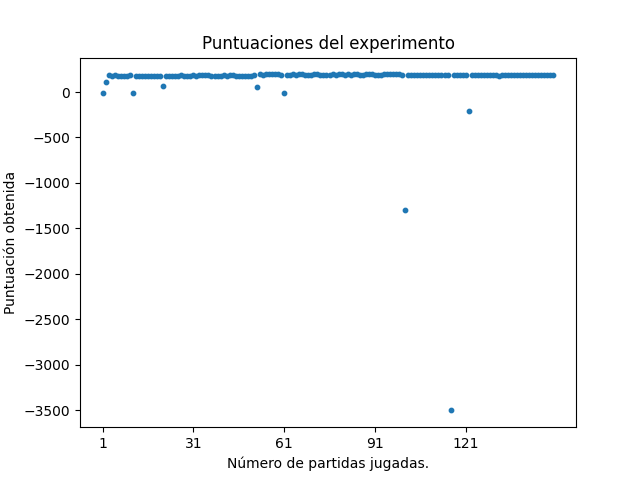 Puntuaciones del experimento
Puntuación obtenida
0
−500
−1000
−1500
−2000
−2500
−3000
−3500
1 31 61 91 121
Número de partidas jugadas.